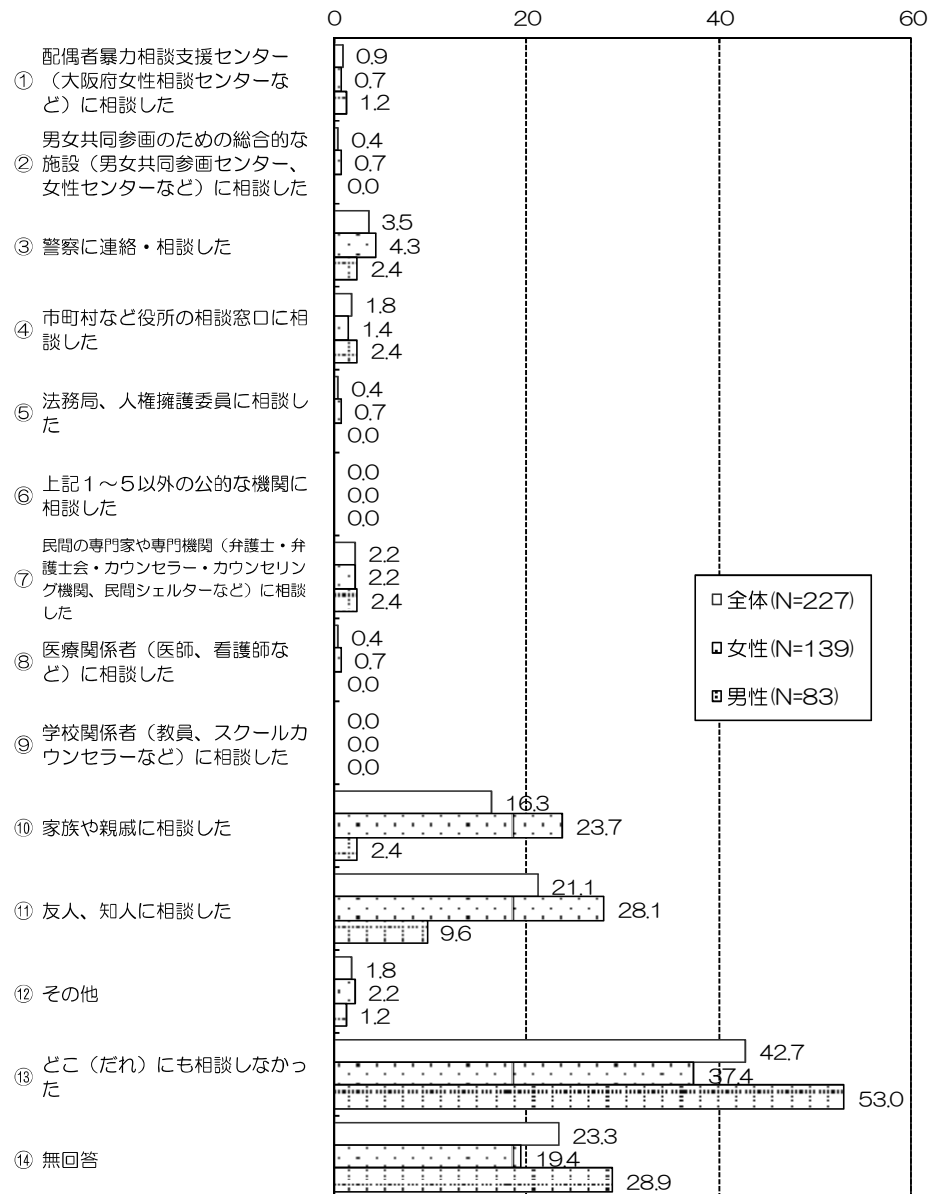 0 20 40 60
配偶者暴力相談支援センター
① （大阪府女性相談センターな
ど）に相談した
0.9
0.7
1.2
男女共同参画のための総合的な
② 施設（男女共同参画センター、
女性センターなど）に相談した
0.4
0.7
0.0
③ 警察に連絡・相談した
3.5
4.3
2.4
④ 市町村など役所の相談窓口に相
談した
1.8
1.4
2.4
⑤ 法務局、人権擁護委員に相談し
た
0.4
0.7
0.0
⑥ 上記１～５以外の公的な機関に
相談した
0.0
0.0
0.0
民間の専門家や専門機関（弁護士・弁
⑦ 護士会・カウンセラー・カウンセリン
グ機関、民間シェルターなど）に相談
した
2.2
2.2
2.4
⑧ 医療関係者（医師、看護師な
ど）に相談した
0.4
0.7
0.0
⑨ 学校関係者（教員、スクールカ
ウンセラーなど）に相談した
0.0
0.0
0.0
⑩ 家族や親戚に相談した
16.3
23.7
2.4
⑪ 友人、知人に相談した
21.1
28.1
9.6
⑫ その他
1.8
2.2
1.2
⑬ どこ（だれ）にも相談しなかっ
た
42.7
37.4
53.0
⑭ 無回答
23.3
19.4
28.9
全体(N=227)
女性(N=139)
男性(N=83)